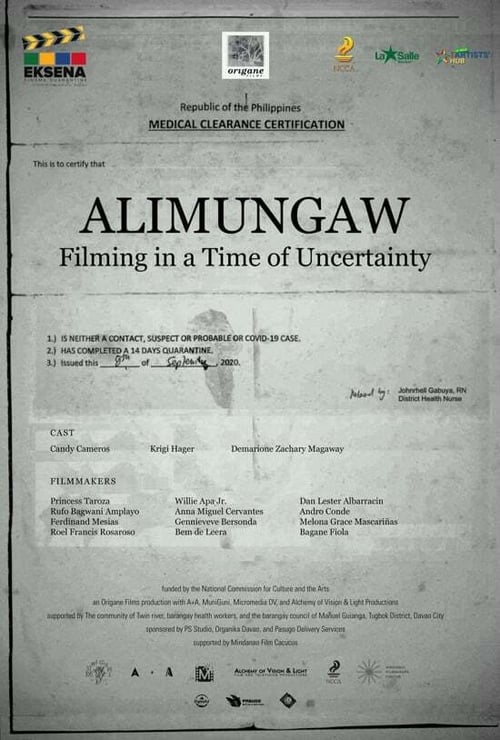 EKSENA
CINEMA QUARANTINE
origane
FILMS
NCCA
La Salle
ARTISTS'
HUB
Republic of the Philippines
MEDICAL CLEARANCE CERTIFICATION
This is to certify that
ALIMUNGAW
Filming in a Time of Uncertainty
1.) IS NEITHER A CONTACT, SUSPECT OR PROBABLE OR COVID-19 CASE.
2.) HAS COMPLETED A 14 DAYS QUARANTINE.
3.) Issued this 8th of September, 2020.
Released by: Johnrhell Gabuya, RN
District Health Nurse
CAST
Candy Cameros Krigi Hager Demarione Zachary Magaway
FILMMAKERS
Princess Taroza Willie Apa Jr. Dan Lester Albarracin
Rufo Bagwani Amplayo Anna Miguel Cervantes Andro Conde
Ferdinand Mesias Gennieveve Bersonda Melona Grace Mascariñas
Roel Francis Rosaroso Bem de Leera Bagane Fiola
funded by the National Commission for Culture and the Arts
an Origane Films production with A+A, MuniGuni, Micromedia DV, and Alchemy of Vision & Light Productions
supported by The community of Twin river, barangay health workers, and the barangay council of Manuel Guianga, Tugbok District, Davao City
sponsored by PS Studio, Organika Davao, and Pasugo Delivery Services
supported by Mindanao Film Caucus
A + A
M
ALCHEMY OF VISION & LIGHT
NCCA